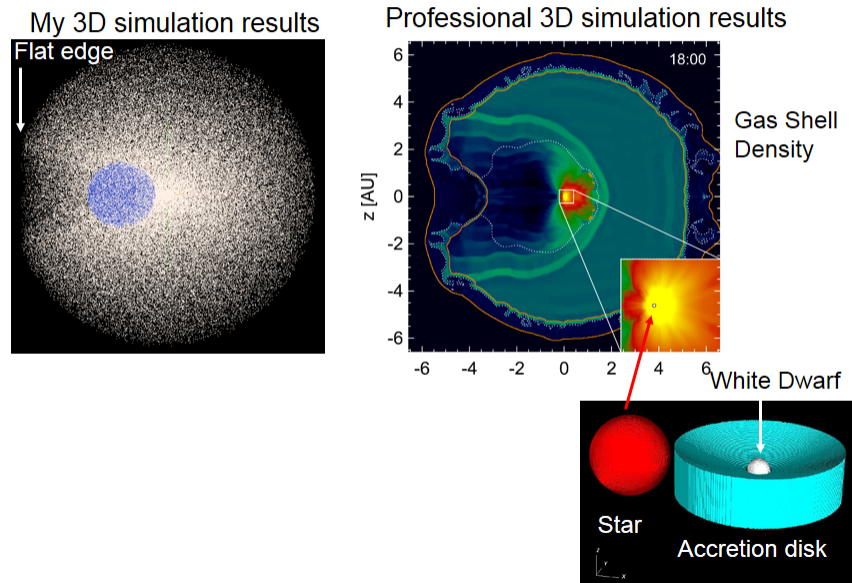 My 3D simulation results
Professional 3D simulation results
Flat edge
18:00
6
4
2
0
-2
-4
-6
z [AU]
-6
-4
-2
0
2
4
6
Gas Shell
Density
White Dwarf
Star
Accretion disk
z
Y
X